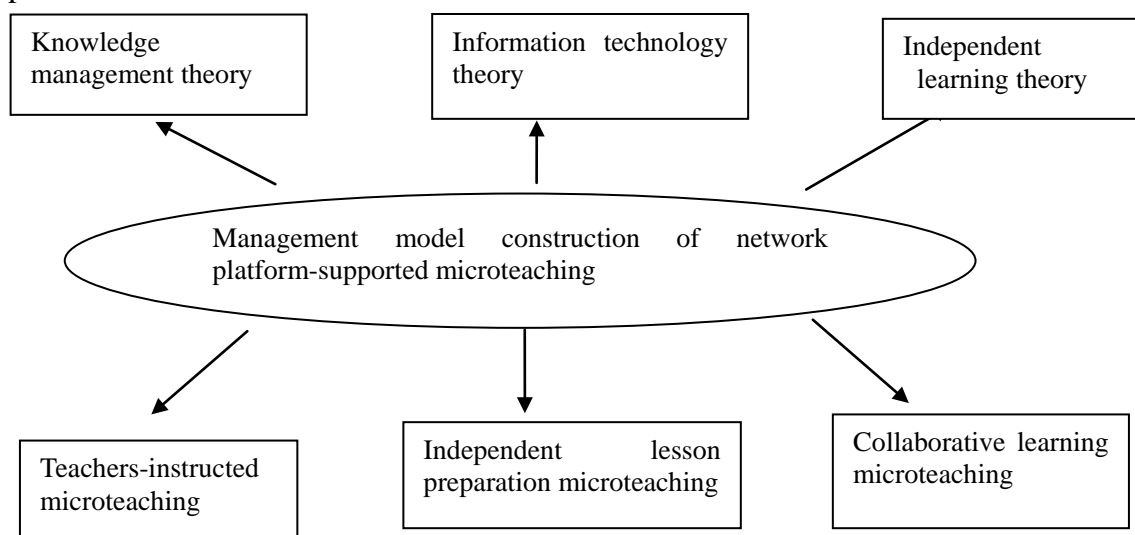 Knowledge
management theory
Information technology
theory
Independent
learning theory
Management model construction of network
platform-supported microteaching
Teachers-instructed
microteaching
Independent lesson
preparation microteaching
Collaborative learning
microteaching